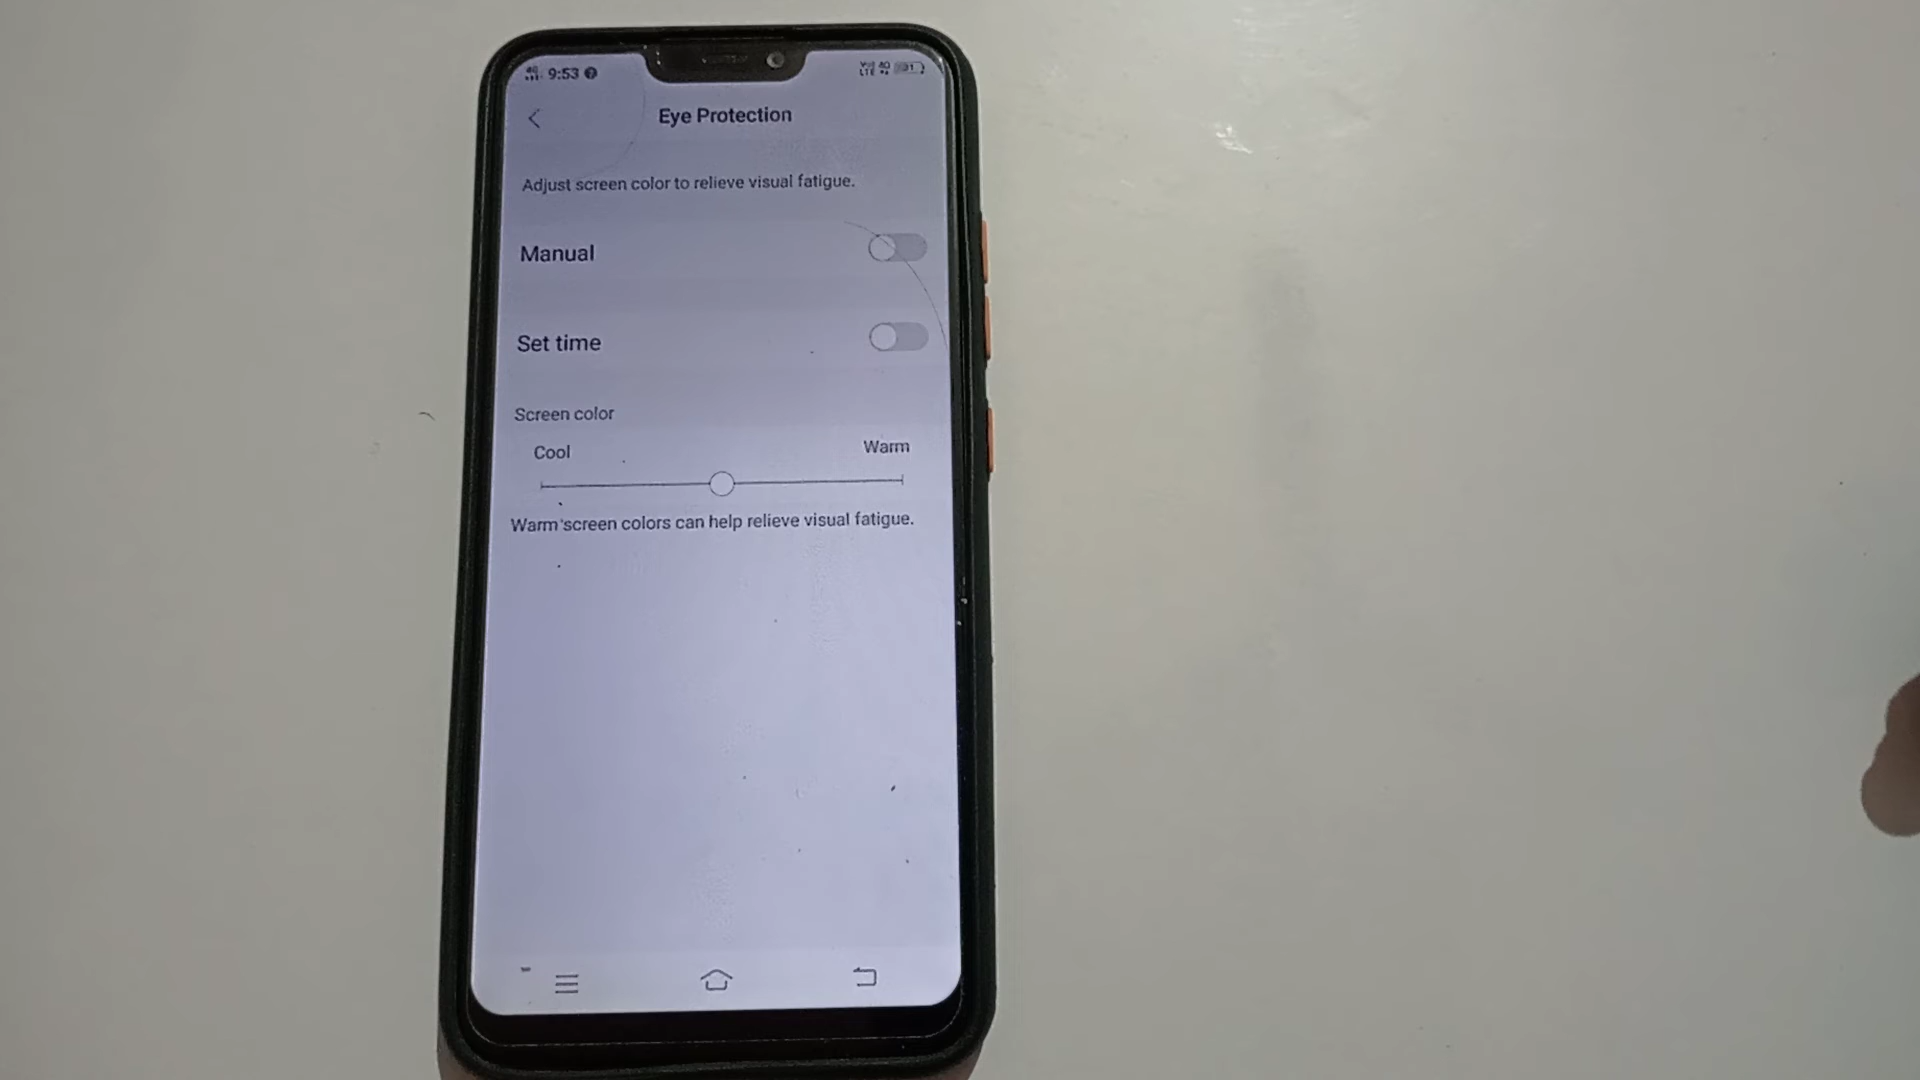 4G 9:53
Eye Protection
Adjust screen color to relieve visual fatigue.
Manual
Set time
Screen color
Cool
Warm
Warm screen colors can help relieve visual fatigue.